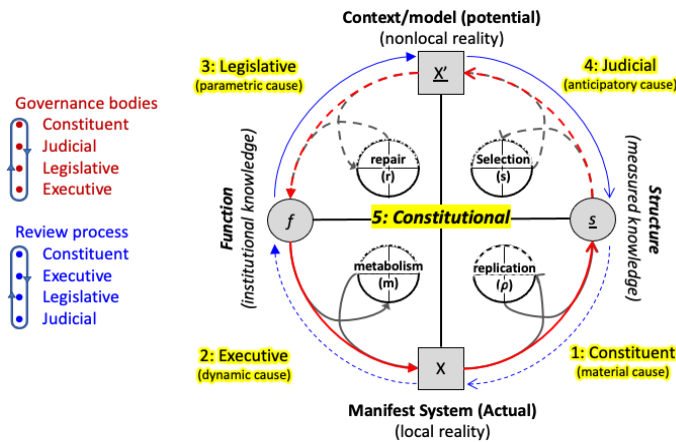 Context/model (potential)
(nonlocal reality)
X'
3: Legislative
(parametric cause)
4: Judicial
(anticipatory cause)
Governance bodies
Constituent
Judicial
Legislative
Executive
Review process
Constituent
Executive
Legislative
Judicial
repair
(r)
Selection
(s)
Function
(institutional knowledge)
f
5: Constitutional
s
Structure
(measured knowledge)
metabolism
(m)
replication
(ρ)
2: Executive
(dynamic cause)
X
1: Constituent
(material cause)
Manifest System (Actual)
(local reality)